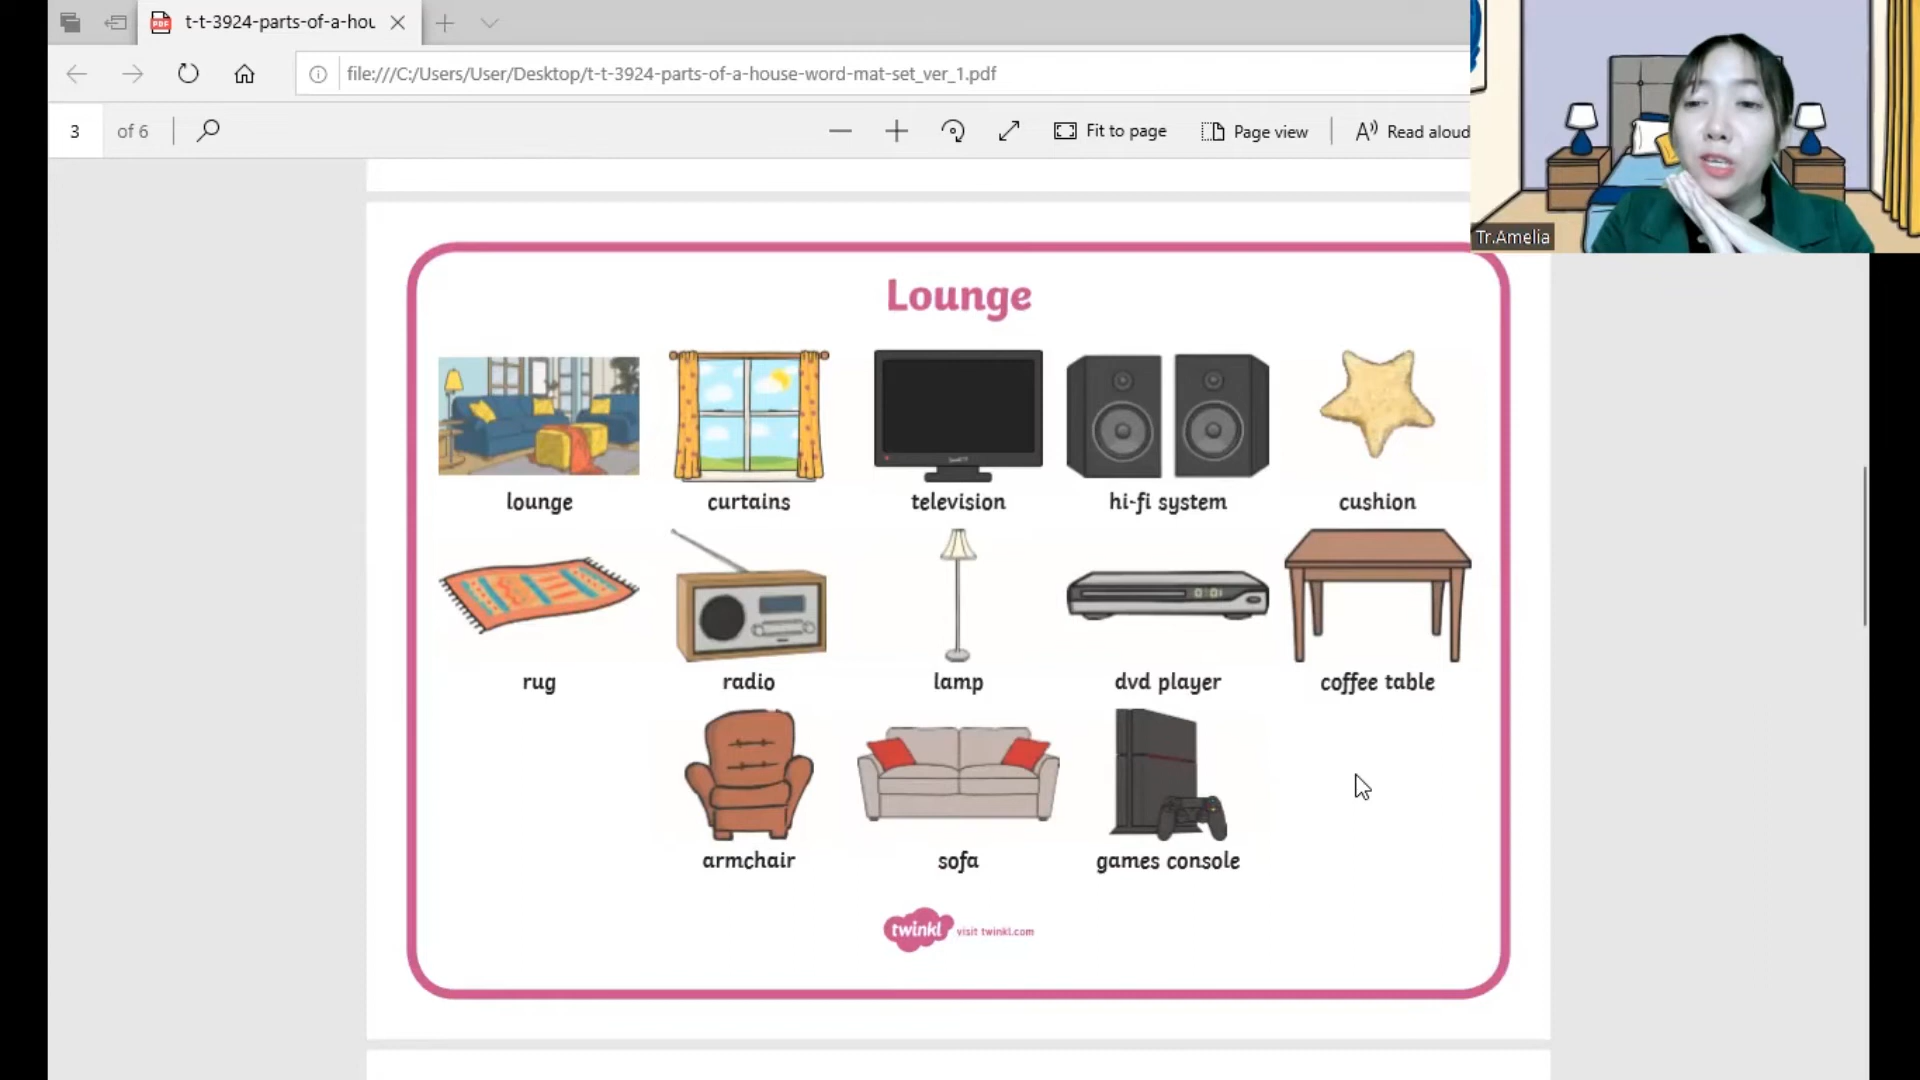 t-t-3924-parts-of-a-hou
file:///C:/Users/User/Desktop/t-t-3924-parts-of-a-house-word-mat-set_ver_1.pdf
3 of 6
Fit to page
Page view
Read aloud
Tr.Amelia
Lounge
lounge
curtains
television
hi-fi system
cushion
rug
radio
lamp
dvd player
coffee table
armchair
sofa
games console
twinkl visit twinkl.com